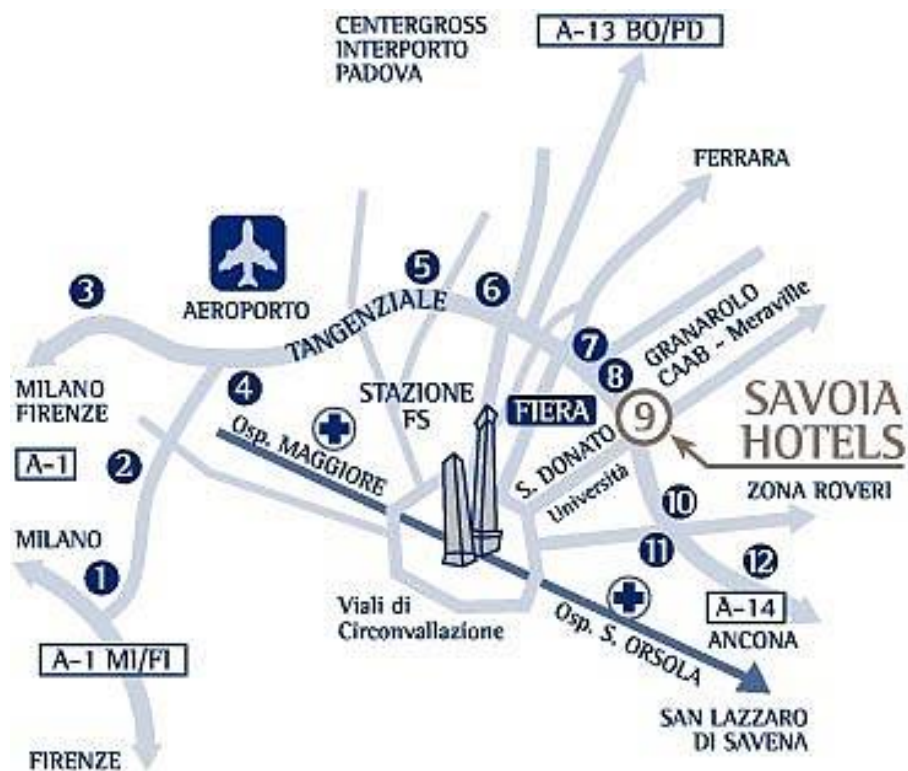 CENTERGROSS
INTERPORTO
PADOVA
A-13 BO/PD
FERRARA
AEROPORTO
3
5
6
TANGENZIALE
7
8
GRANAROLO
CAAB - Meraville
MILANO
FIRENZE
4
STAZIONE
FS
FIERA
9
SAVOIA
HOTELS
A-1
2
Osp. MAGGIORE
S. DONATO
Università
10
ZONA ROVERI
MILANO
1
11
12
Viali di
Circonvallazione
Osp. S. ORSOLA
A-14
ANCONA
A-1 MI/FI
SAN LAZZARO
DI SAVENA
FIRENZE